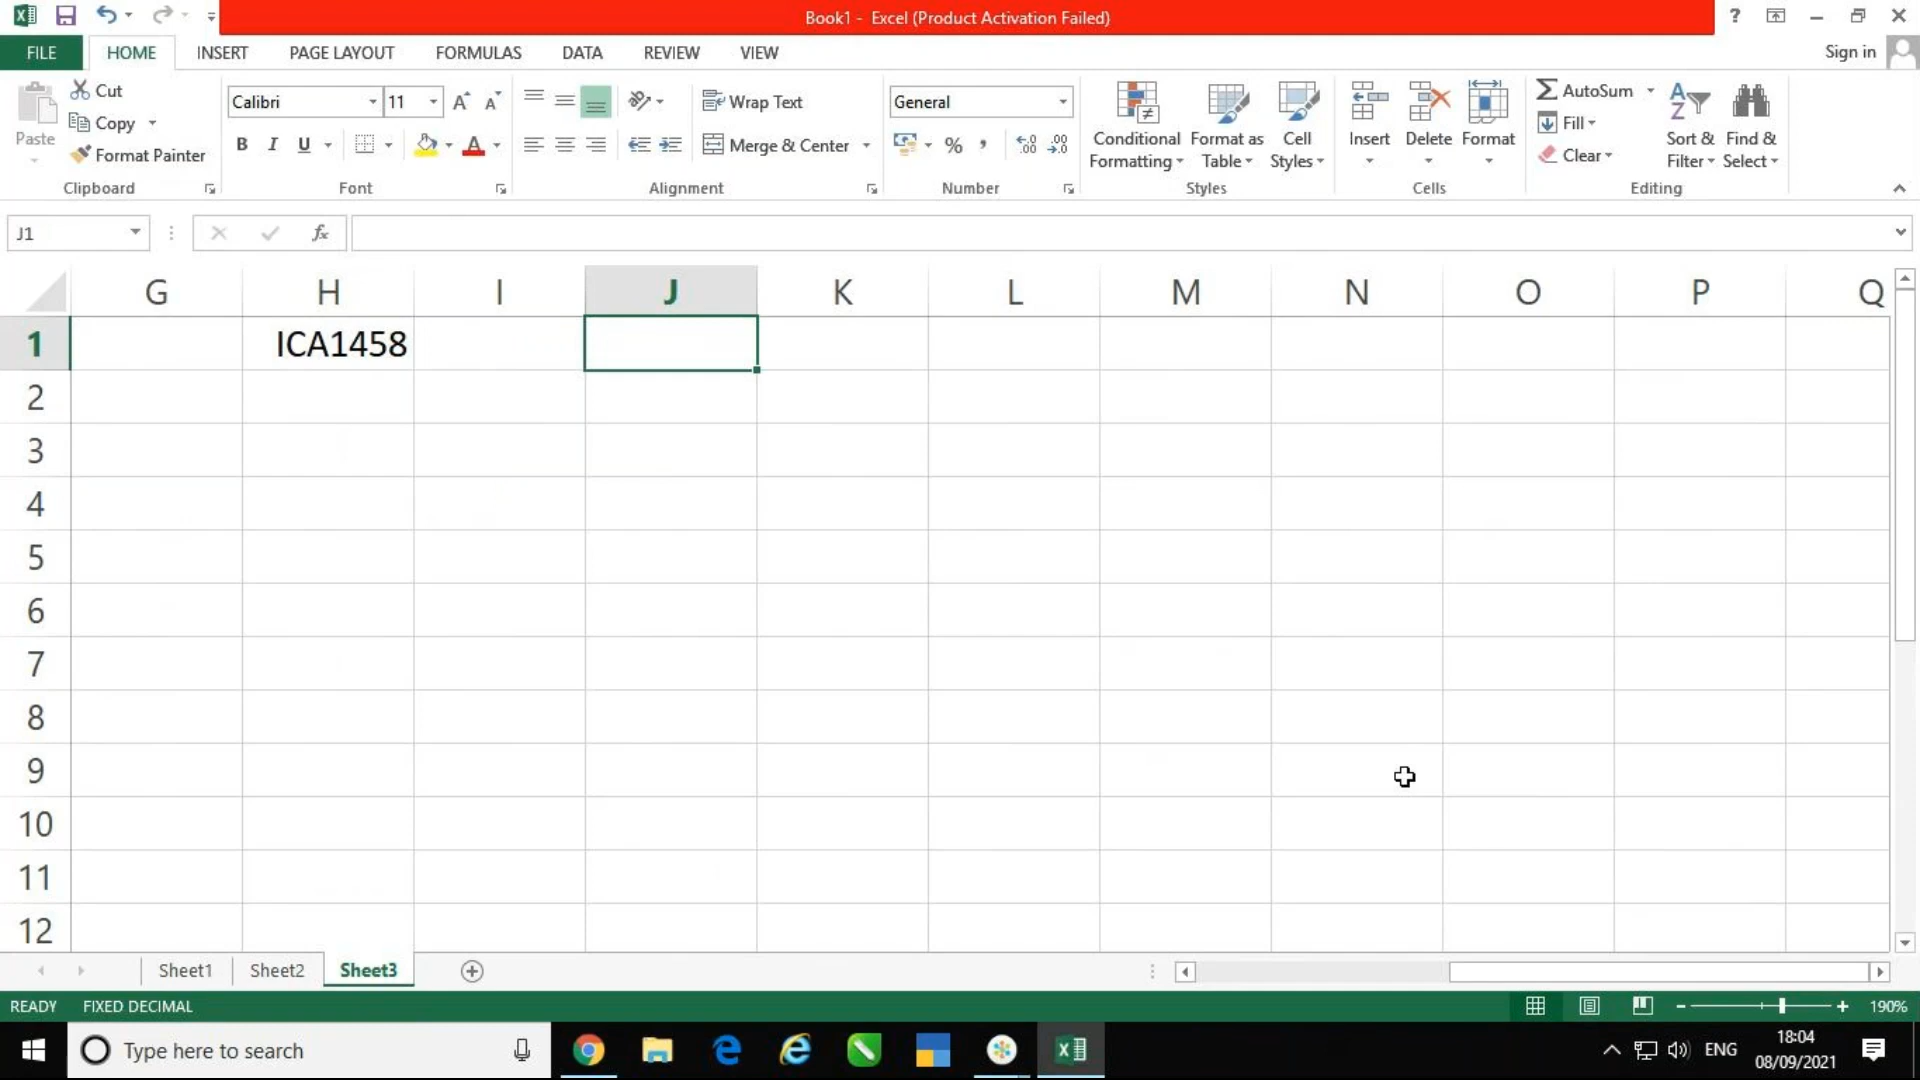 Book1 - Excel (Product Activation Failed)
?
FILE HOME INSERT PAGE LAYOUT FORMULAS DATA REVIEW VIEW Sign in
Paste
Cut
Copy
Format Painter
Clipboard
Calibri 11 A A
B I U A
Font
Wrap Text
Merge & Center
Alignment
General
% , .0 .00 .00 .0
Number
Conditional Formatting
Format as Table
Cell Styles
Styles
Insert Delete Format
Cells
AutoSum
Fill
Clear
Sort & Filter
Find & Select
Editing
J1 fx
G H I J K L M N O P Q
1 ICA1458
2
3
4
5
6
7
8
9
10
11
12
Sheet1 Sheet2 Sheet3
READY FIXED DECIMAL 190%
Type here to search ENG 18:04
08/09/2021